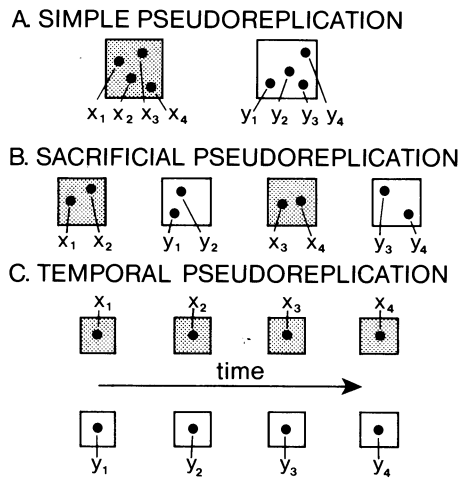 A. SIMPLE PSEUDOREPLICATION
x₁ x₂ x₃ x₄ y₁ y₂ y₃ y₄
B. SACRIFICIAL PSEUDOREPLICATION
x₁ x₂ y₁ y₂ x₃ x₄ y₃ y₄
C. TEMPORAL PSEUDOREPLICATION
x₁ x₂ x₃ x₄
time
y₁ y₂ y₃ y₄